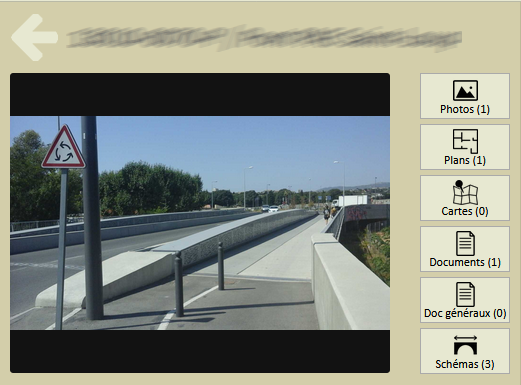 Photos (1)
Plans (1)
Cartes (0)
Documents (1)
Doc généraux (0)
Schémas (3)